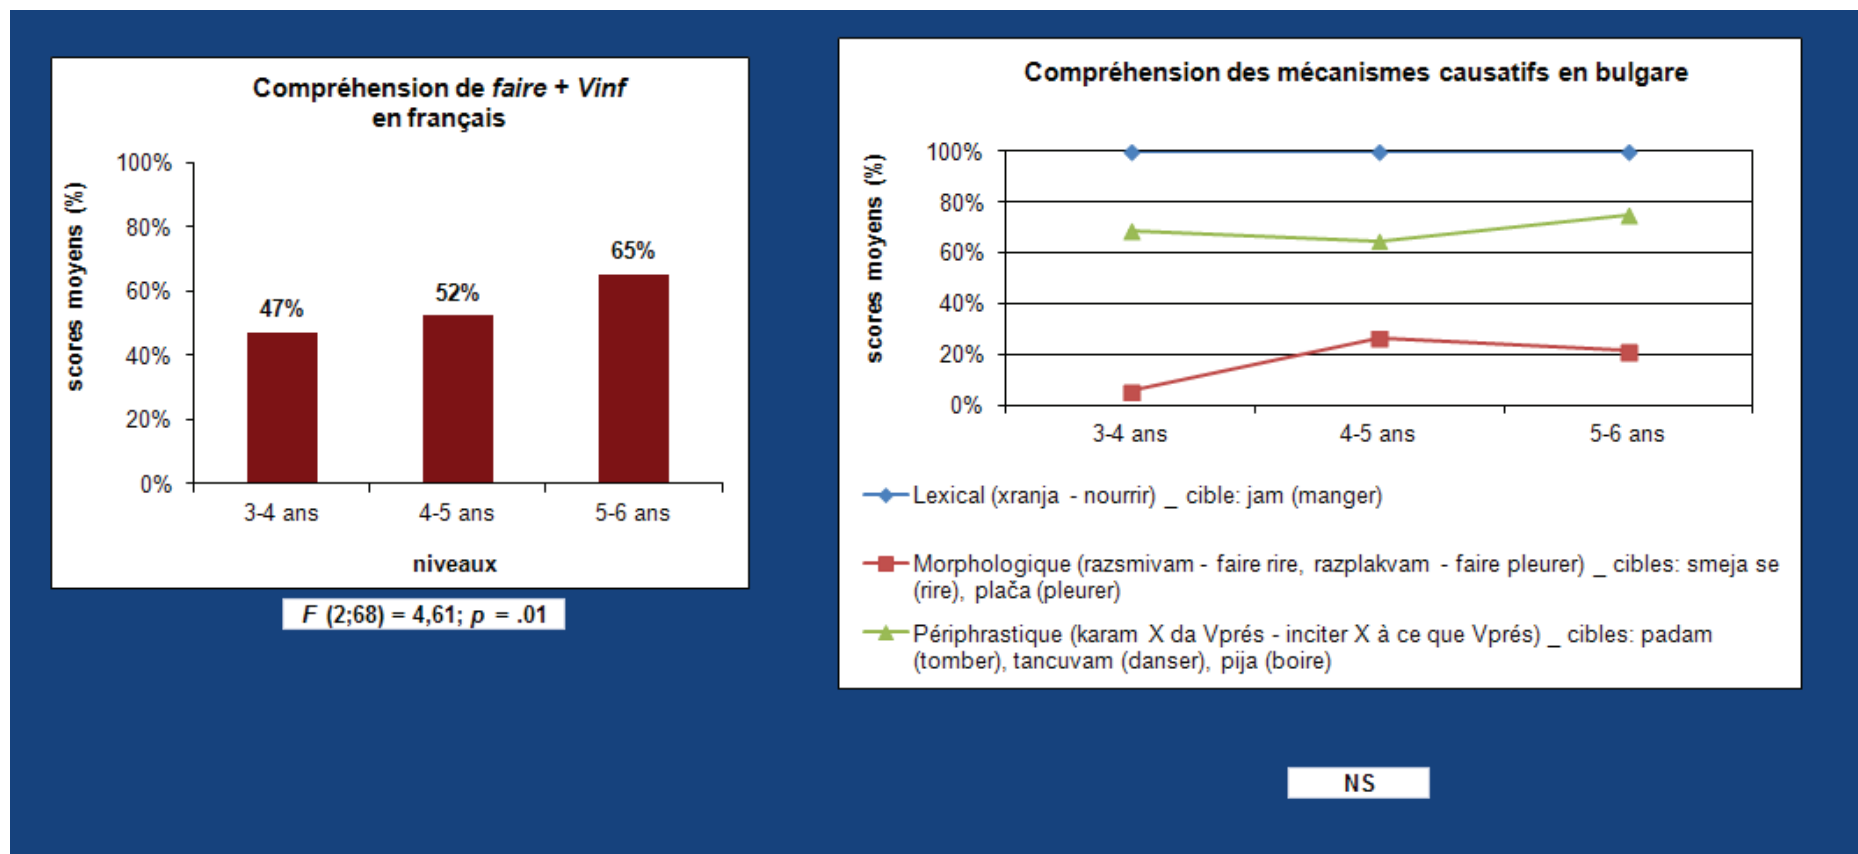 Compréhension de faire + Vinf
en français
scores moyens (%)
100%
80%
60%
40%
20%
0%
47%
52%
65%
3-4 ans
4-5 ans
5-6 ans
niveaux
F (2;68) = 4,61; p = .01
Compréhension des mécanismes causatifs en bulgare
scores moyens (%)
100%
80%
60%
40%
20%
0%
3-4 ans
4-5 ans
5-6 ans
Lexical (xranja - nourrir) _ cible: jam (manger)
Morphologique (razsmivam - faire rire, razplakvam - faire pleurer) _ cibles: smeja se
(rire), plača (pleurer)
Périphrastique (karam X da Vprés - inciter X à ce que Vprés) _ cibles: padam
(tomber), tancuvam (danser), pija (boire)
NS